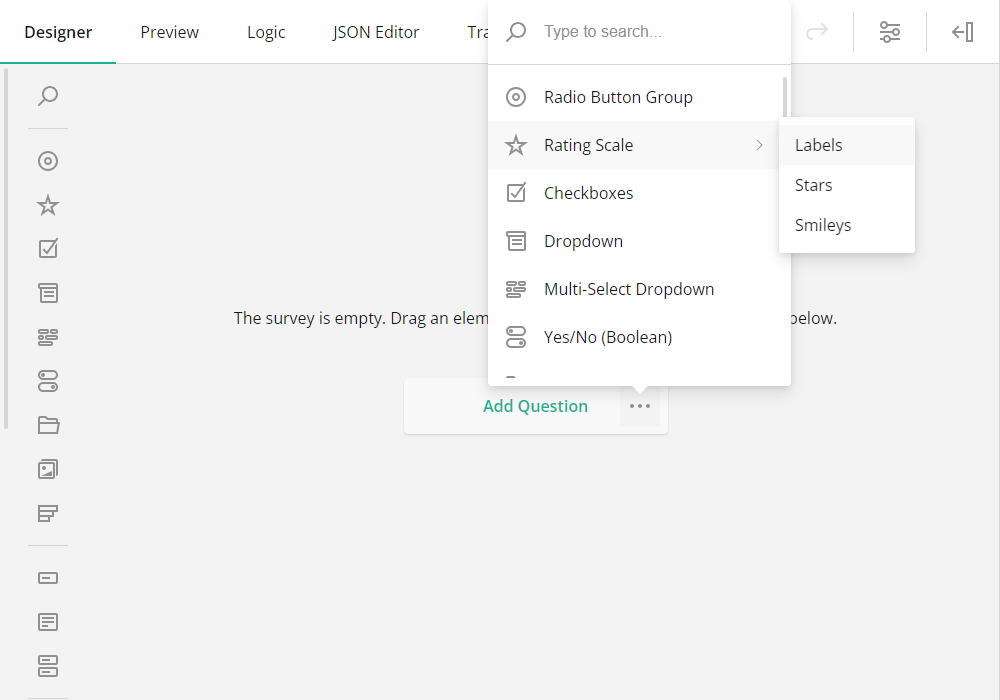 Designer Preview Logic JSON Editor Tra
Type to search...
Radio Button Group
Rating Scale
Labels
Stars
Smileys
Checkboxes
Dropdown
Multi-Select Dropdown
Yes/No (Boolean)
The survey is empty. Drag an elem below.
Add Question